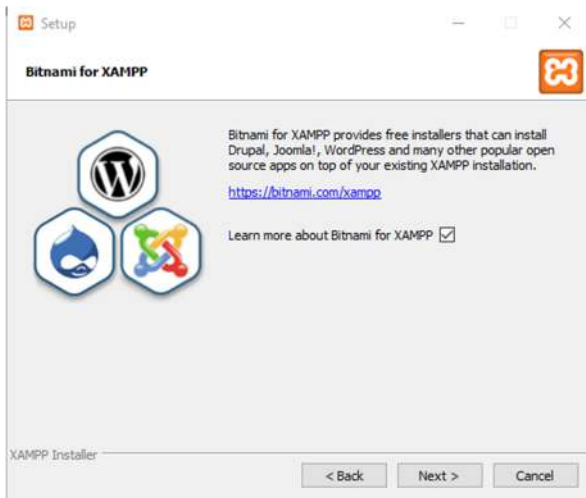 Setup
Bitnami for XAMPP
Bitnami for XAMPP provides free installers that can install
Drupal, Joomla!, WordPress and many other popular open
source apps on top of your existing XAMPP installation.
https://bitnami.com/xampp
Learn more about Bitnami for XAMPP
XAMPP Installer
< Back Next > Cancel